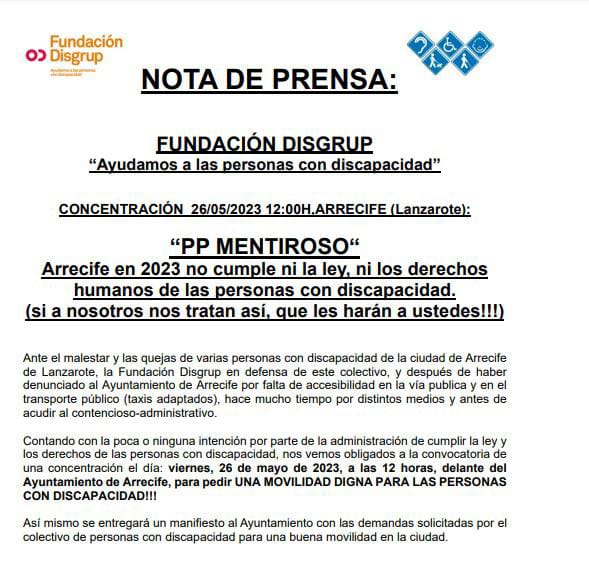 Fundación
Disgrup
Ayudamos a las personas
con discapacidad
NOTA DE PRENSA:
FUNDACIÓN DISGRUP
“Ayudamos a las personas con discapacidad”
CONCENTRACIÓN 26/05/2023 12:00H,ARRECIFE (Lanzarote):
“PP MENTIROSO“
Arrecife en 2023 no cumple ni la ley, ni los derechos
humanos de las personas con discapacidad.
(si a nosotros nos tratan así, que les harán a ustedes!!!)
Ante el malestar y las quejas de varias personas con discapacidad de la ciudad de Arrecife
de Lanzarote, la Fundación Disgrup en defensa de este colectivo, y después de haber
denunciado al Ayuntamiento de Arrecife por falta de accesibilidad en la vía publica y en el
transporte público (taxis adaptados), hace mucho tiempo por distintos medios y antes de
acudir al contencioso-administrativo.
Contando con la poca o ninguna intención por parte de la administración de cumplir la ley y
los derechos de las personas con discapacidad, nos vemos obligados a la convocatoria de
una concentración el día: viernes, 26 de mayo de 2023, a las 12 horas, delante del
Ayuntamiento de Arrecife, para pedir UNA MOVILIDAD DIGNA PARA LAS PERSONAS
CON DISCAPACIDAD!!!
Así mismo se entregará un manifiesto al Ayuntamiento con las demandas solicitadas por el
colectivo de personas con discapacidad para una buena movilidad en la ciudad.